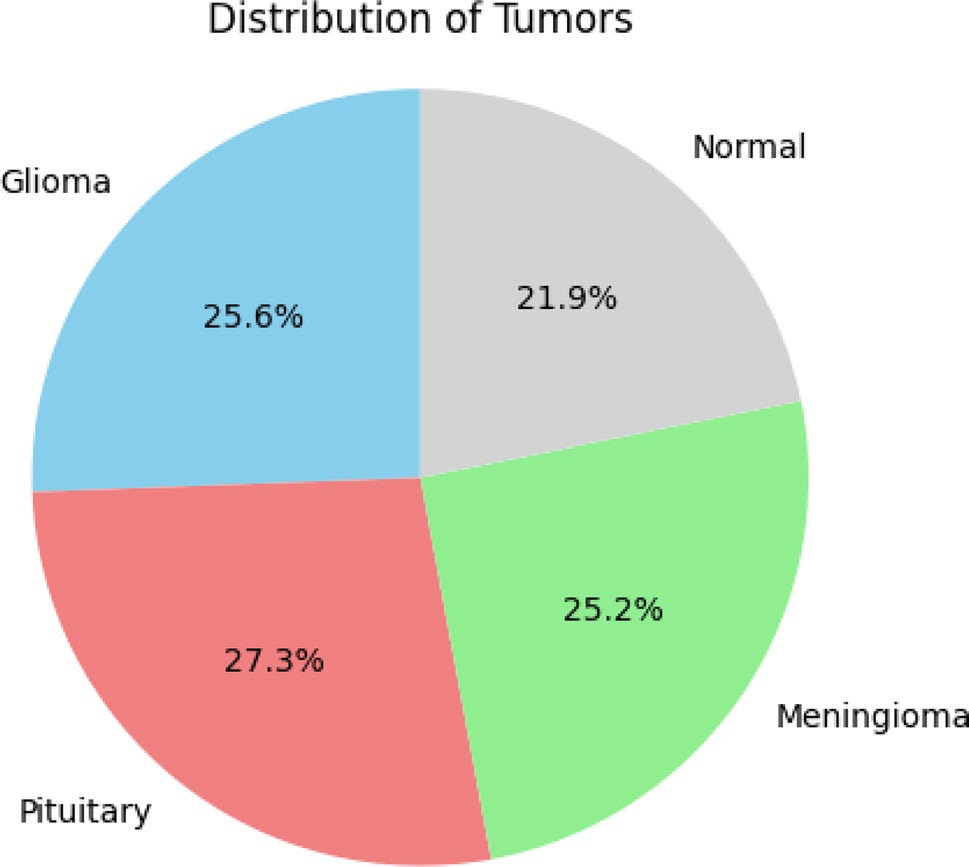 Distribution of Tumors
Normal
Glioma
21.9%
25.6%
25.2%
27.3%
Meningioma
Pituitary